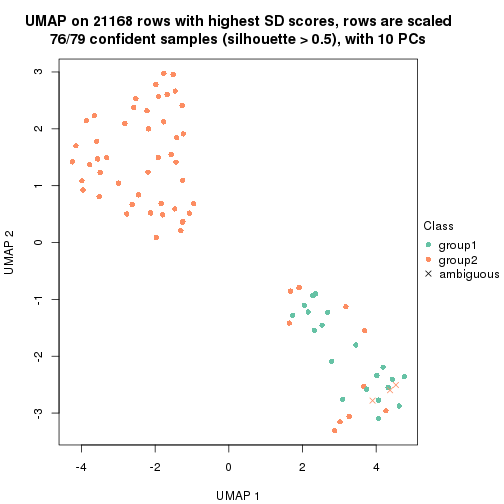 UMAP on 21168 rows with highest SD scores, rows are scaled
76/79 confident samples (silhouette > 0.5), with 10 PCs
3
2
1
0
-1
-2
-3
UMAP 2
-4
-2
0
2
4
UMAP 1
Class
group1
group2
ambiguous